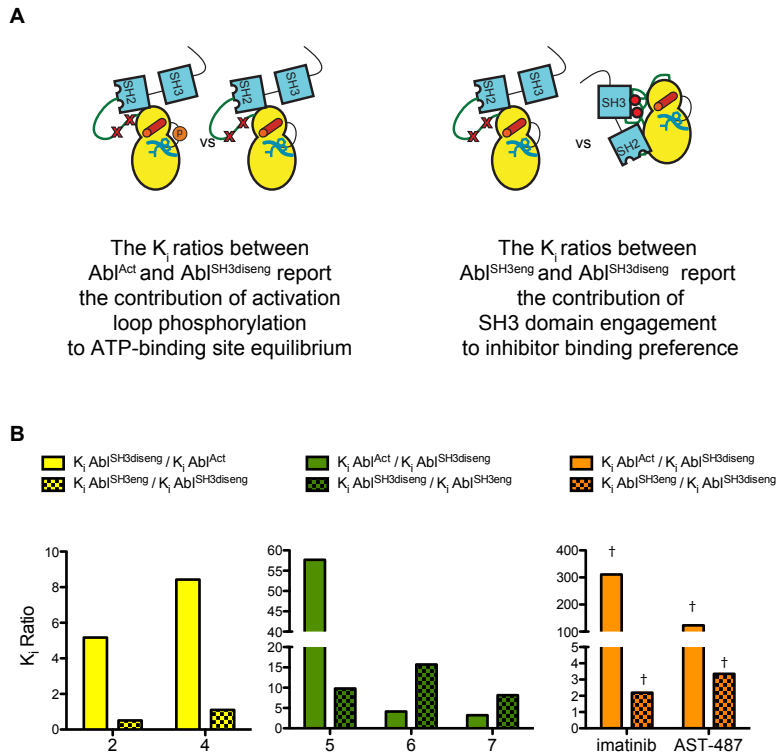 A
SH2
SH3
P
vs
SH2
SH3
SH3
SH2
vs
The Ki ratios between
AblAct and AblSH3diseng report
the contribution of activation
loop phosphorylation
to ATP-binding site equilibrium
The Ki ratios between
AblSH3eng and AblSH3diseng report
the contribution of
SH3 domain engagement
to inhibitor binding preference
B
Ki AblSH3diseng / Ki AblAct
Ki AblSH3eng / Ki AblSH3diseng
Ki AblAct / Ki AblSH3diseng
Ki AblSH3diseng / Ki AblSH3eng
Ki AblAct / Ki AblSH3diseng
Ki AblSH3eng / Ki AblSH3diseng
Ki Ratio
10
8
6
4
2
0
2 4
60
55
50
45
40
20
15
10
5
0
5 6 7
400
300
200
100
5
4
3
2
1
0
† † † †
imatinib AST-487